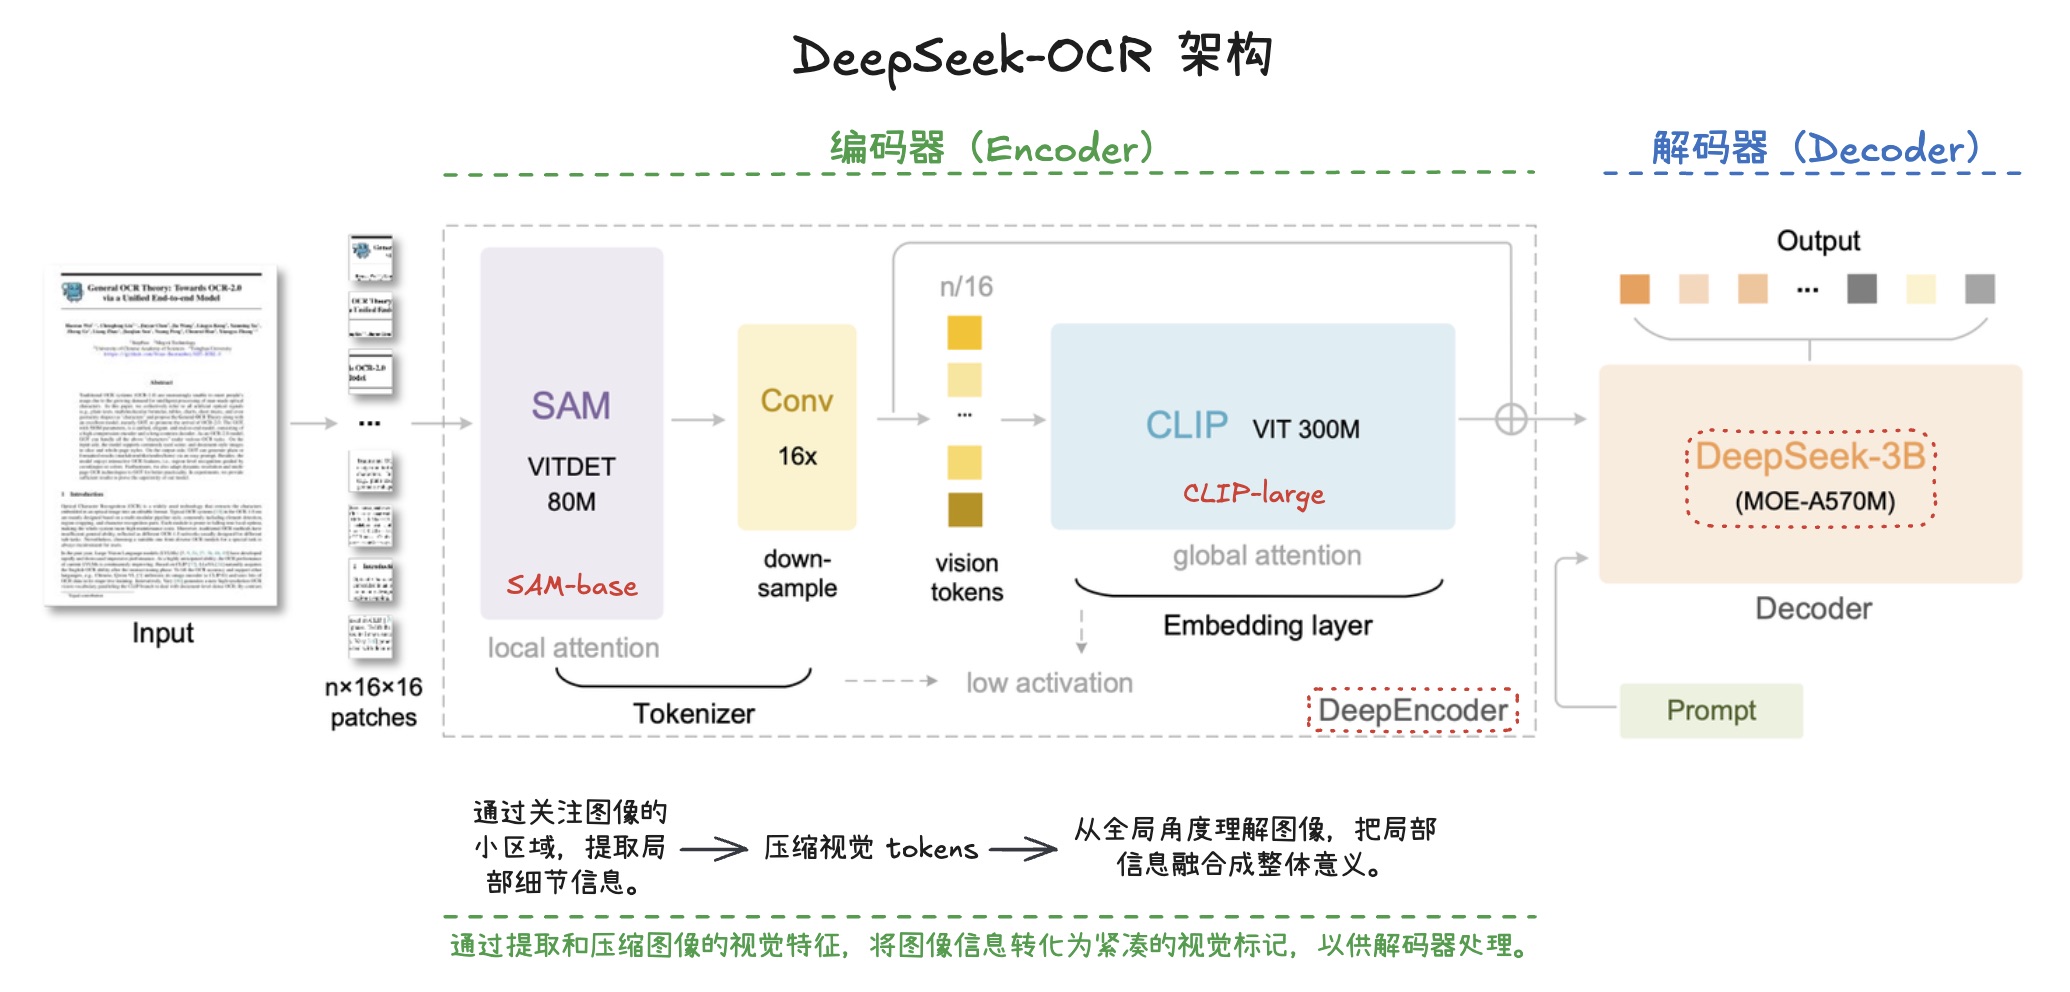 DeepSeek-OCR 架构
编码器（Encoder）
解码器（Decoder）
General OCR Theory: Towards OCR-2.0
via a Unified End-to-end Model
Abstract
1 Introduction
Input
n×16×16
patches
SAM
VITDET
80M
SAM-base
local attention
Conv
16x
down-
sample
Tokenizer
n/16
...
vision
tokens
CLIP VIT 300M
CLIP-large
global attention
Embedding layer
low activation
DeepEncoder
Output
...
DeepSeek-3B
(MOE-A570M)
Decoder
Prompt
通过关注图像的
小区域，提取局
部细节信息。
压缩视觉 tokens
从全局角度理解图像，把局部
信息融合成整体意义。
通过提取和压缩图像的视觉特征，将图像信息转化为紧凑的视觉标记，以供解码器处理。